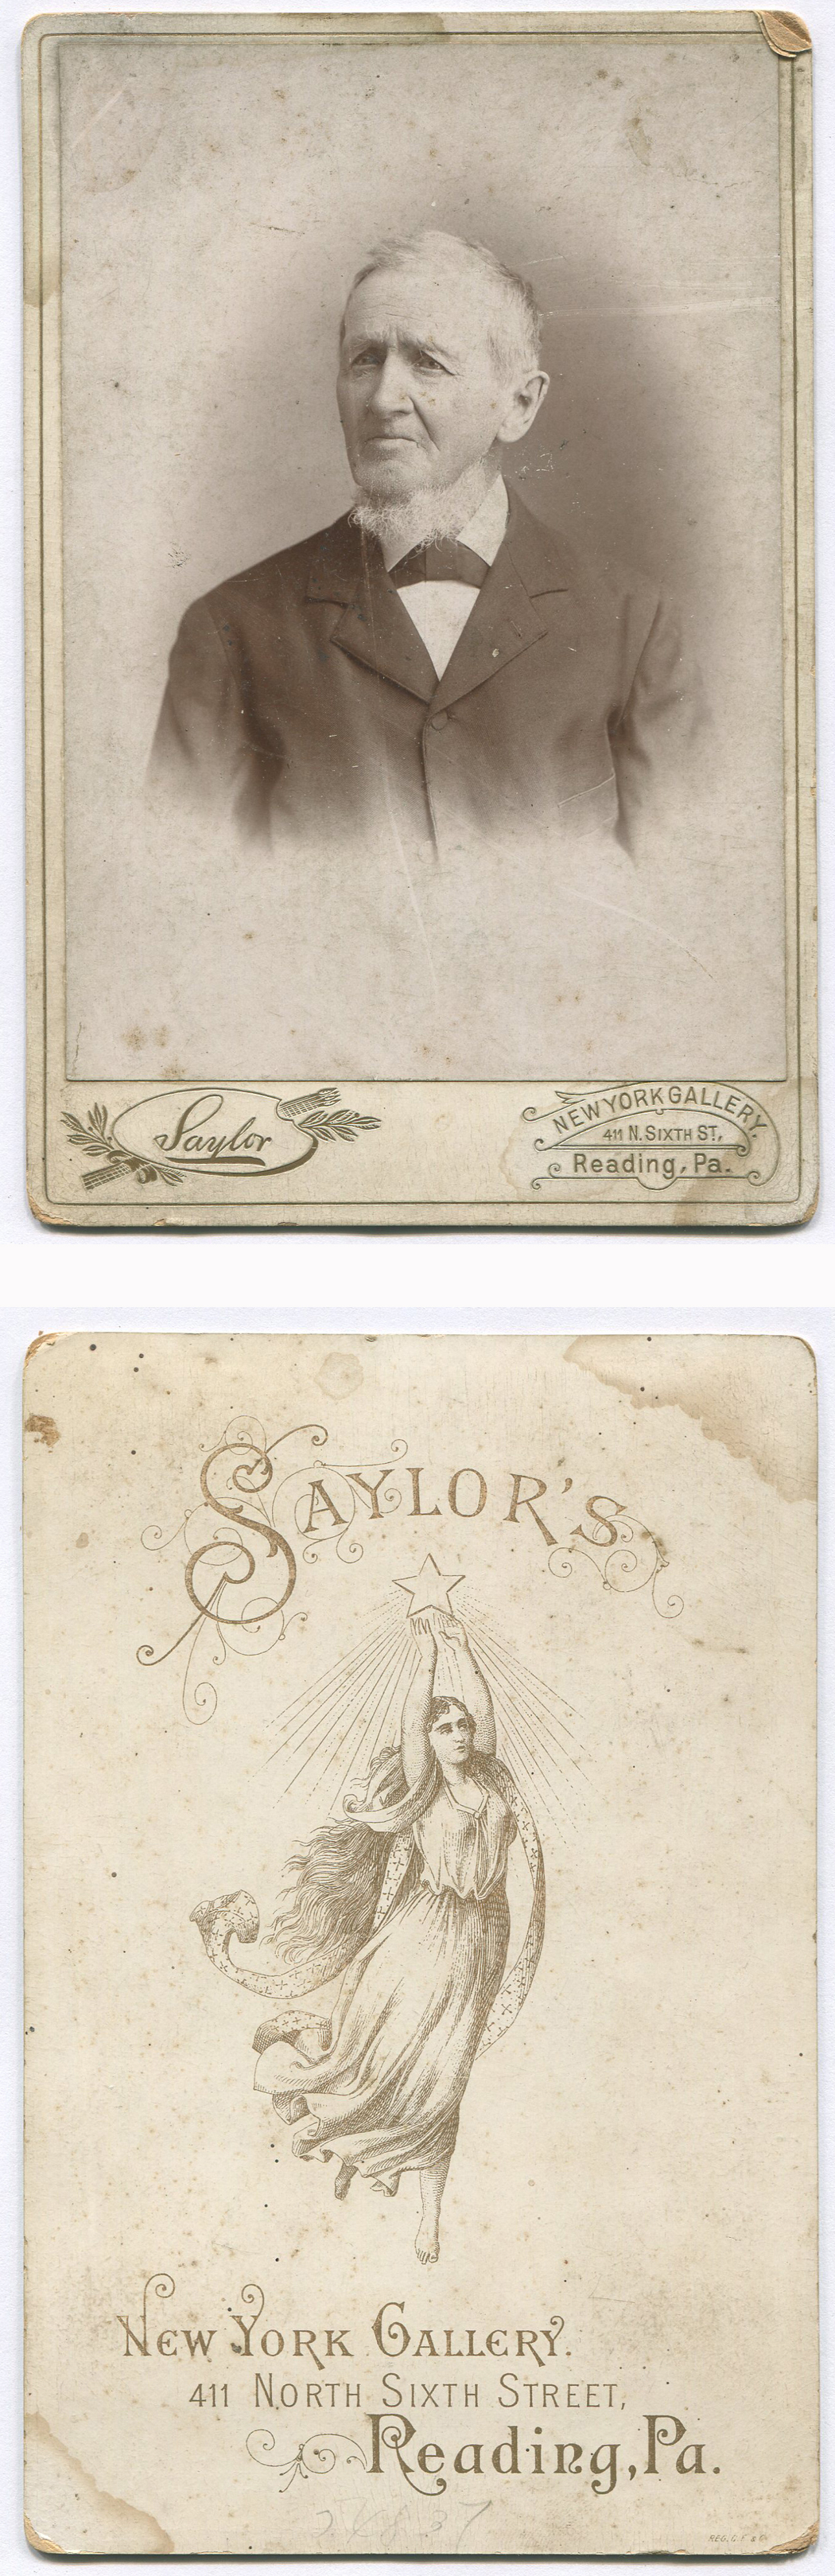 Saylor
NEW YORK GALLERY.
411 N. SIXTH ST,
Reading, Pa.
SAYLOR'S
NEW YORK GALLERY.
411 NORTH SIXTH STREET,
Reading, Pa.